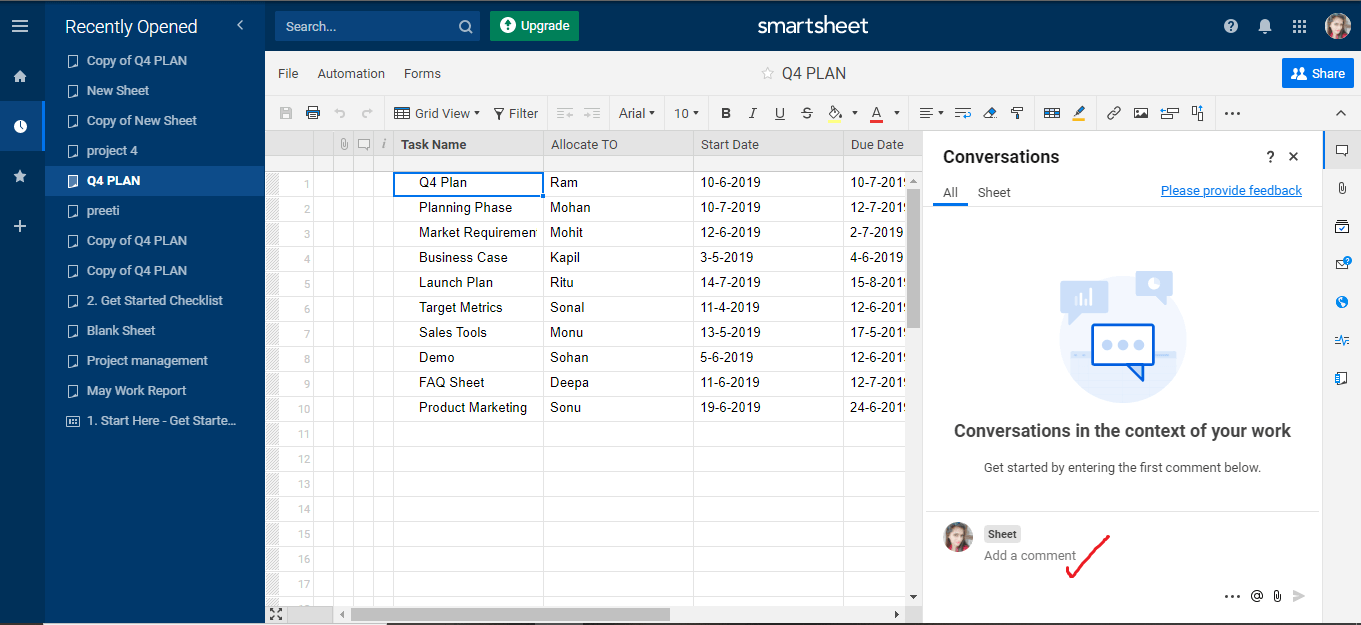 Recently Opened
Copy of Q4 PLAN
New Sheet
Copy of New Sheet
project 4
Q4 PLAN
preeti
Copy of Q4 PLAN
Copy of Q4 PLAN
2. Get Started Checklist
Blank Sheet
Project management
May Work Report
1. Start Here - Get Starte...
Search... Upgrade smartsheet ?
File Automation Forms Q4 PLAN Share
Grid View Filter Arial 10 B I U S A
i Task Name Allocate TO Start Date Due Date
1 Q4 Plan Ram 10-6-2019 10-7-201
2 Planning Phase Mohan 10-7-2019 12-7-201
3 Market Requiremen Mohit 12-6-2019 2-7-2019
4 Business Case Kapil 3-5-2019 4-6-2019
5 Launch Plan Ritu 14-7-2019 15-8-201
6 Target Metrics Sonal 11-4-2019 12-6-201
7 Sales Tools Monu 13-5-2019 17-5-201
8 Demo Sohan 5-6-2019 12-6-201
9 FAQ Sheet Deepa 11-6-2019 12-7-201
10 Product Marketing Sonu 19-6-2019 24-6-201
11
12
13
14
15
16
17
Conversations ?
All Sheet Please provide feedback
Conversations in the context of your work
Get started by entering the first comment below.
Sheet
Add a comment
@